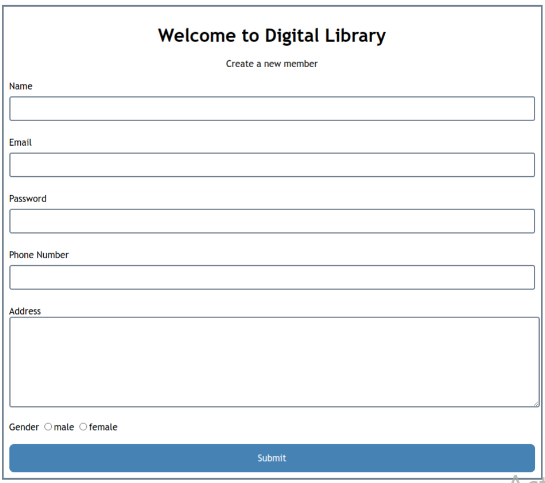 Welcome to Digital Library
Create a new member
Name
Email
Password
Phone Number
Address
Gender male female
Submit